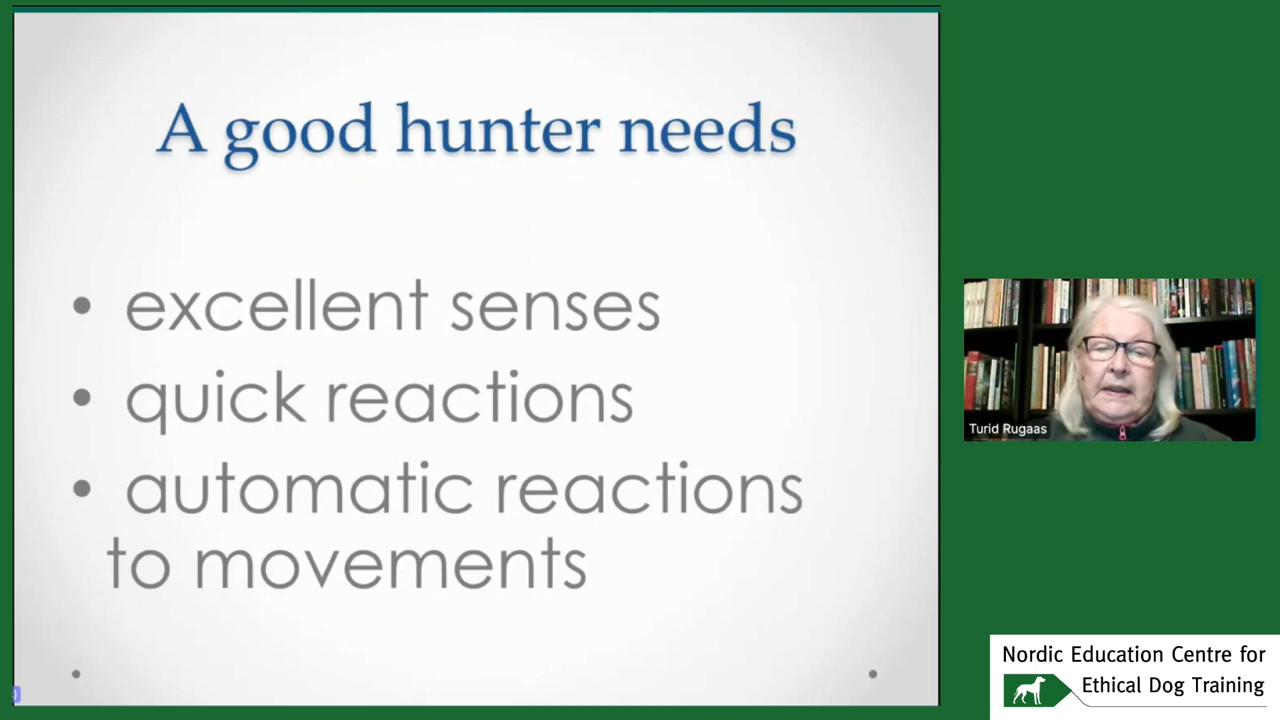 A good hunter needs
• excellent senses
• quick reactions
• automatic reactions
to movements
Turid Rugaas
Nordic Education Centre for
Ethical Dog Training